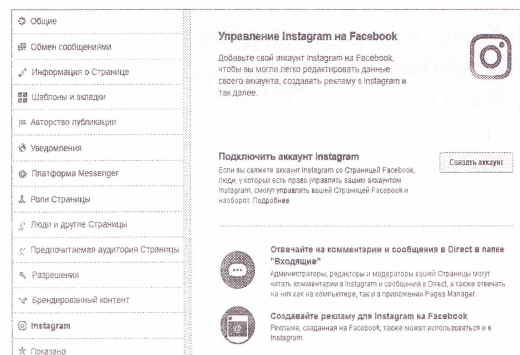 Общие
Обмен сообщениями
Информация о Странице
Шаблоны и вкладки
Авторство публикации
Уведомления
Платформа Messenger
Роли Страницы
Люди и другие Страницы
Предпочитаемая аудитория Страницы
Разрешения
Брендированный контент
Instagram
Показано
Управление Instagram на Facebook
Добавьте свой аккаунт Instagram на Facebook,
чтобы вы могли легко редактировать данные
своего аккаунта, создавать рекламу в Instagram и
так далее.
Подключить аккаунт Instagram
Если вы свяжете аккаунт Instagram со Страницей Facebook,
люди, у которых есть право управлять вашим аккаунтом
Instagram, смогут управлять вашей Страницей Facebook и
наоборот. Подробнее
Связать аккаунт
Отвечайте на комментарии и сообщения в Direct в папке
"Входящие"
Администраторы, редакторы и модераторы вашей Страницы могут
читать комментарии в Instagram и сообщения в Direct, а также отвечать
на них как на компьютере, так и в приложении Pages Manager.
Создавайте рекламу для Instagram на Facebook
Реклама, созданная на Facebook, также может использоваться и в
Instagram.